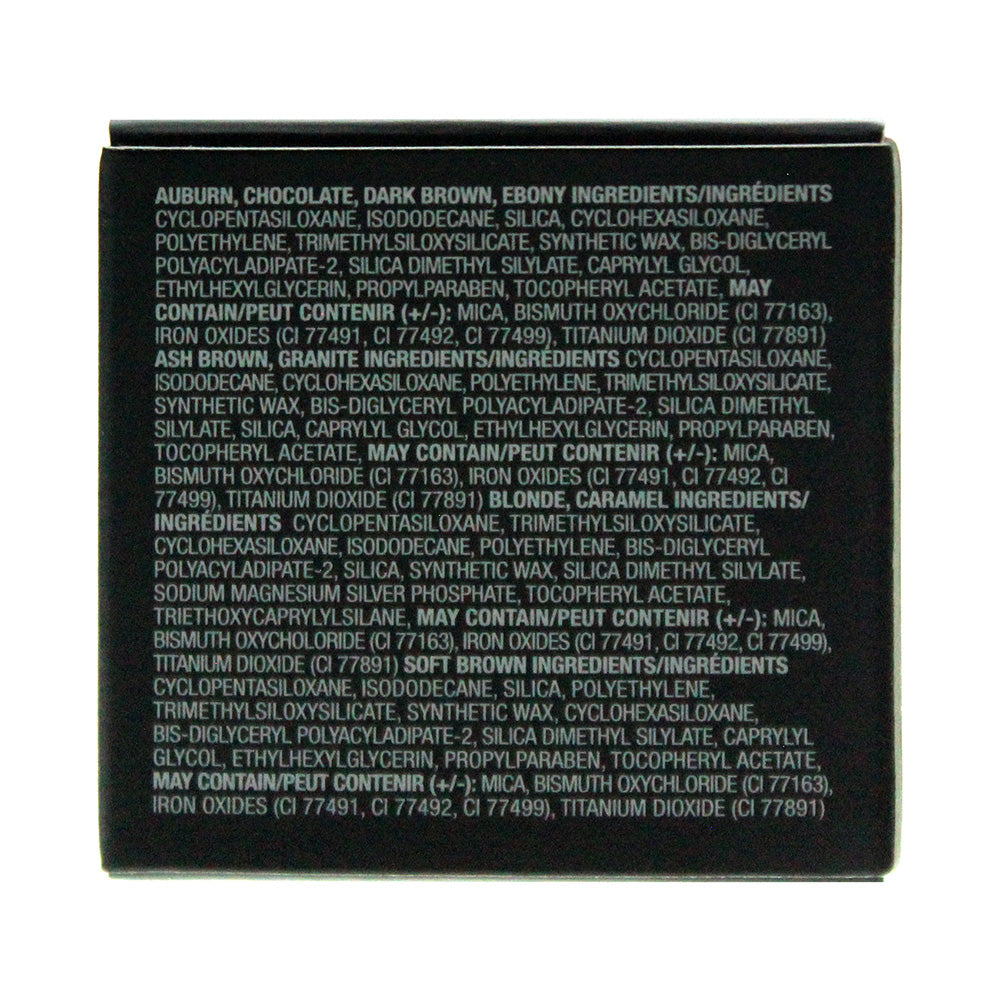 AUBURN, CHOCOLATE, DARK BROWN, EBONY INGREDIENTS/INGRÉDIENTS
CYCLOPENTASILOXANE, ISODODECANE, SILICA, CYCLOHEXASILOXANE,
POLYETHYLENE, TRIMETHYLSILOXYSILICATE, SYNTHETIC WAX, BIS-DIGLYCERYL
POLYACYLADIPATE-2, SILICA DIMETHYL SILYLATE, CAPRYLYL GLYCOL,
ETHYLHEXYLGLYCERIN, PROPYLPARABEN, TOCOPHERYL ACETATE, MAY
CONTAIN/PEUT CONTENIR (+/-): MICA, BISMUTH OXYCHLORIDE (CI 77163),
IRON OXIDES (CI 77491, CI 77492, CI 77499), TITANIUM DIOXIDE (CI 77891)
ASH BROWN, GRANITE INGREDIENTS/INGRÉDIENTS CYCLOPENTASILOXANE,
ISODODECANE, CYCLOHEXASILOXANE, POLYETHYLENE, TRIMETHYLSILOXYSILICATE,
SYNTHETIC WAX, BIS-DIGLYCERYL POLYACYLADIPATE-2, SILICA DIMETHYL
SILYLATE, SILICA, CAPRYLYL GLYCOL, ETHYLHEXYLGLYCERIN, PROPYLPARABEN,
TOCOPHERYL ACETATE, MAY CONTAIN/PEUT CONTENIR (+/-): MICA,
BISMUTH OXYCHLORIDE (CI 77163), IRON OXIDES (CI 77491, CI 77492, CI
77499), TITANIUM DIOXIDE (CI 77891) BLONDE, CARAMEL INGREDIENTS/
INGRÉDIENTS CYCLOPENTASILOXANE, TRIMETHYLSILOXYSILICATE,
CYCLOHEXASILOXANE, ISODODECANE, POLYETHYLENE, BIS-DIGLYCERYL
POLYACYLADIPATE-2, SILICA, SYNTHETIC WAX, SILICA DIMETHYL SILYLATE,
SODIUM MAGNESIUM SILVER PHOSPHATE, TOCOPHERYL ACETATE,
TRIETHOXYCAPRYLYLSILANE, MAY CONTAIN/PEUT CONTENIR (+/-): MICA,
BISMUTH OXYCHOLORIDE (CI 77163), IRON OXIDES (CI 77491, CI 77492, CI 77499),
TITANIUM DIOXIDE (CI 77891) SOFT BROWN INGREDIENTS/INGRÉDIENTS
CYCLOPENTASILOXANE, ISODODECANE, SILICA, POLYETHYLENE,
TRIMETHYLSILOXYSILICATE, SYNTHETIC WAX, CYCLOHEXASILOXANE,
BIS-DIGLYCERYL POLYACYLADIPATE-2, SILICA DIMETHYL SILYLATE, CAPRYLYL
GLYCOL, ETHYLHEXYLGLYCERIN, PROPYLPARABEN, TOCOPHERYL ACETATE,
MAY CONTAIN/PEUT CONTENIR (+/-): MICA, BISMUTH OXYCHLORIDE (CI 77163),
IRON OXIDES (CI 77491, CI 77492, CI 77499), TITANIUM DIOXIDE (CI 77891)